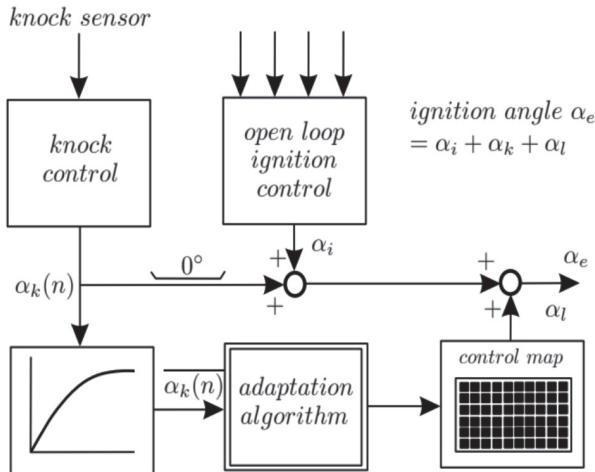 knock sensor
knock
control
open loop
ignition
control
ignition angle αₑ
= αᵢ + αₖ + αₗ
αᵢ
+
+
0°
αₖ(n)
+
+
αₑ
αₗ
αₖ(n)
adaptation
algorithm
control map